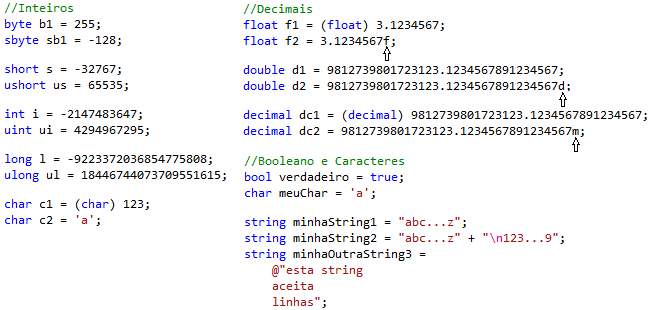 //Inteiros
byte b1 = 255;
sbyte sb1 = -128;
short s = -32767;
ushort us = 65535;
int i = -2147483647;
uint ui = 4294967295;
long l = -9223372036854775808;
ulong ul = 18446744073709551615;
char c1 = (char) 123;
char c2 = 'a';
//Decimais
float f1 = (float) 3.1234567;
float f2 = 3.1234567f;
double d1 = 9812739801723123.1234567891234567;
double d2 = 9812739801723123.1234567891234567d;
decimal dc1 = (decimal) 9812739801723123.1234567891234567;
decimal dc2 = 9812739801723123.1234567891234567m;
//Booleano e Caracteres
bool verdadeiro = true;
char meuChar = 'a';
string minhaString1 = "abc...z";
string minhaString2 = "abc...z" + "\n123...9";
string minhaOutraString3 =
@"esta string
aceita
linhas";